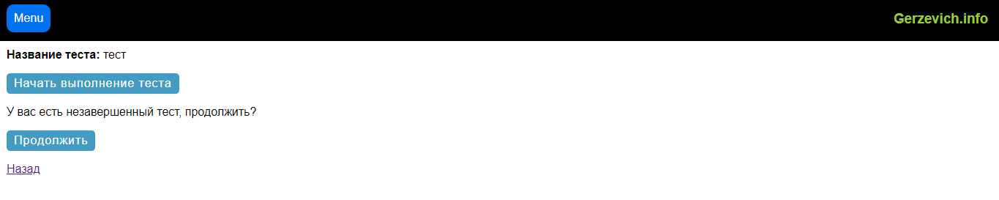 Menu
Gerzevich.info
Название теста: тест
Начать выполнение теста
У вас есть незавершенный тест, продолжить?
Продолжить
Назад